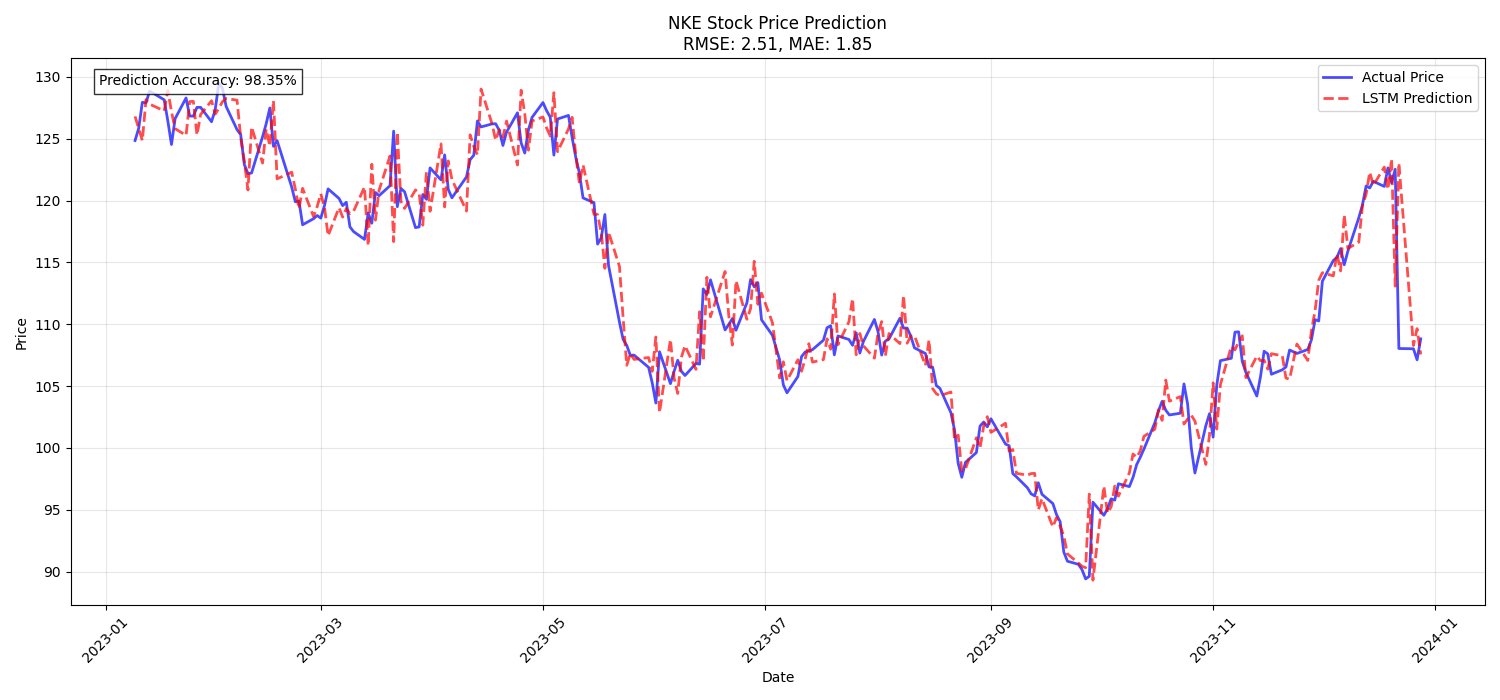 NKE Stock Price Prediction
RMSE: 2.51, MAE: 1.85
Prediction Accuracy: 98.35%
Actual Price
LSTM Prediction
Price
130
125
120
115
110
105
100
95
90
2023-01
2023-03
2023-05
2023-07
2023-09
2023-11
2024-01
Date